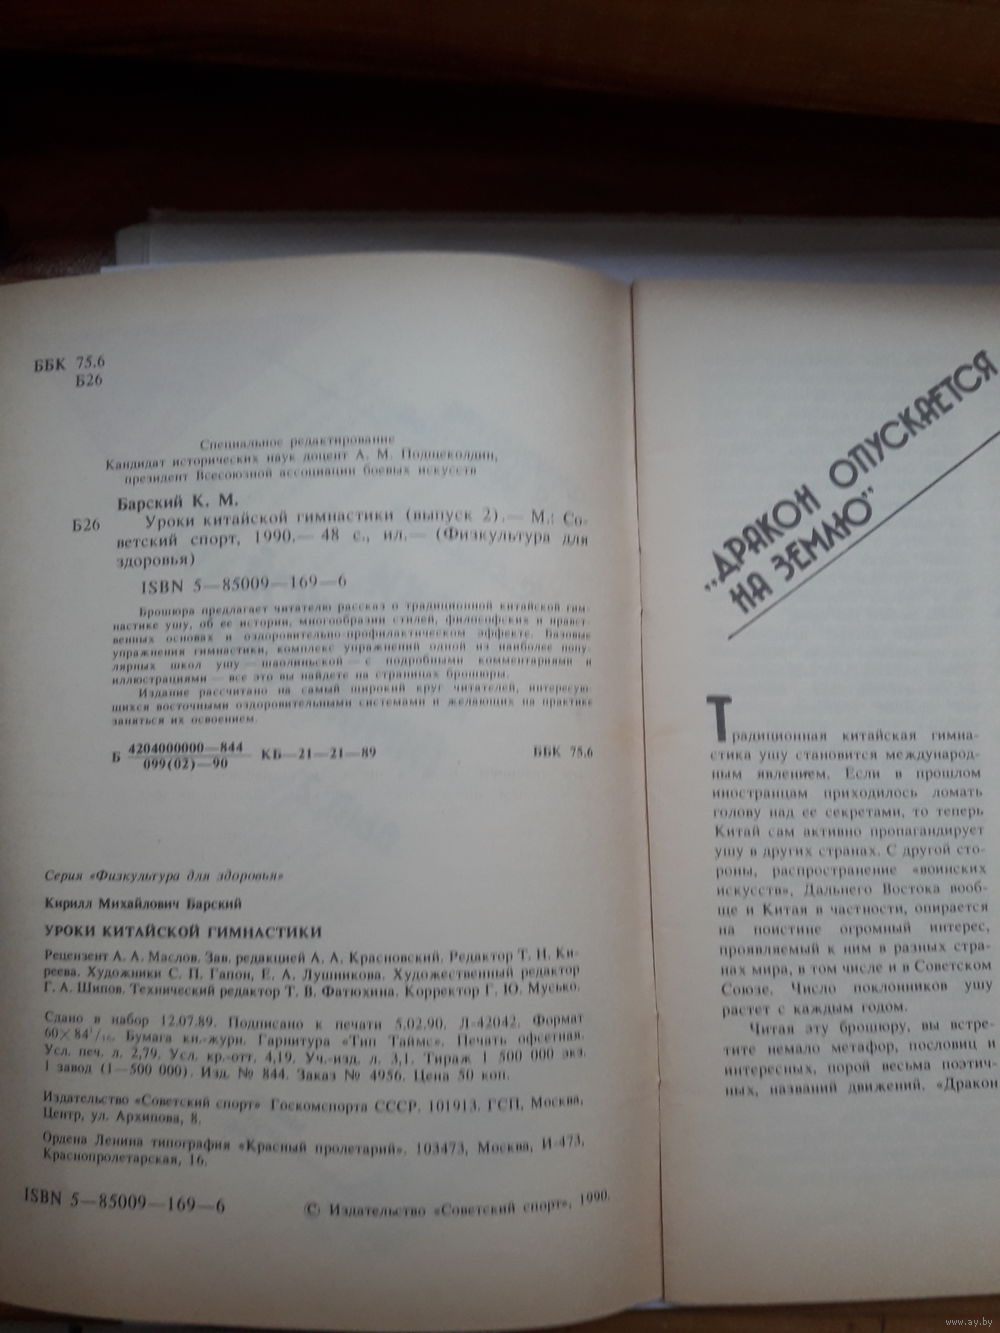 ББК 75.6
Б26
Специальное редактирование
Кандидат исторических наук доцент А. М. Подщеколдин,
президент Всесоюзной ассоциации боевых искусств
Барский К. М.
Б26 Уроки китайской гимнастики (выпуск 2).— М.: Со-
ветский спорт, 1990.— 48 с., ил.— (Физкультура для
здоровья)
ISBN 5—85009—169—6
Брошюра предлагает читателю рассказ о традиционной китайской гим-
настике ушу, об ее истории, многообразии стилей, философских и нравст-
венных основах и оздоровительно-профилактическом эффекте. Базовые
упражнения гимнастики, комплекс упражнений одной из наиболее попу-
лярных школ ушу — шаолиньской — с подробными комментариями и
иллюстрациями — все это вы найдете на страницах брошюры.
Издание рассчитано на самый широкий круг читателей, интересую-
щихся восточными оздоровительными системами и желающих на практике
заняться их освоением.
Б 4204000000—844
099(02)—90
КБ—21—21—89 ББК 75.6
Серия «Физкультура для здоровья»
Кирилл Михайлович Барский
УРОКИ КИТАЙСКОЙ ГИМНАСТИКИ
Рецензент А. А. Маслов. Зав. редакцией А. А. Красновский. Редактор Т. Н. Ки-
реева. Художники С. П. Гапон, Е. А. Лушникова. Художественный редактор
Г. А. Шипов. Технический редактор Т. В. Фатюхина. Корректор Г. Ю. Мусько.
Сдано в набор 12.07.89. Подписано к печати 5.02.90. Л-42042. Формат
60×84¹/₁₆. Бумага кн.-журн. Гарнитура «Тип Таймс». Печать офсетная.
Усл. печ. л. 2,79. Усл. кр.-отт. 4,19. Уч.-изд. л. 3,1. Тираж 1 500 000 экз.
1 завод (1—500 000). Изд. № 844. Заказ № 4956. Цена 50 коп.
Издательство «Советский спорт» Госкомспорта СССР. 101913, ГСП, Москва,
Центр, ул. Архипова, 8.
Ордена Ленина типография «Красный пролетарий». 103473, Москва, И-473,
Краснопролетарская, 16.
ISBN 5—85009—169—6
© Издательство «Советский спорт», 1990.
„ДРАКОН ОПУСКАЕТСЯ
НА ЗЕМЛЮ"
Традиционная китайская гимна-
стика ушу становится международ-
ным явлением. Если в прошлом
иностранцам приходилось ломать
голову над ее секретами, то теперь
Китай сам активно пропагандирует
ушу в других странах. С другой сто-
роны, распространение «воинских
искусств», Дальнего Востока вооб-
ще и Китая в частности, опирается
на поистине огромный интерес,
проявляемый к ним в разных стра-
нах мира, в том числе и в Советском
Союзе. Число поклонников ушу
растет с каждым годом.
Читая эту брошюру, вы встре-
тите немало метафор, пословиц и
интересных, порой весьма поэтич-
ных, названий движений. «Дракон
www.ay.by